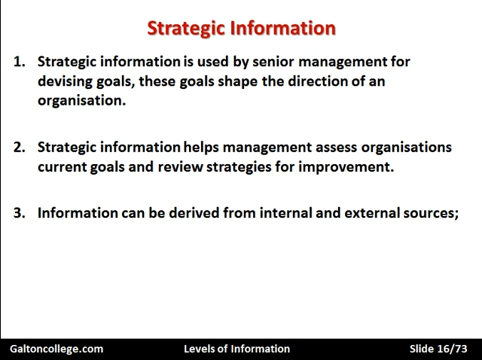 Strategic Information
1. Strategic information is used by senior management for
devising goals, these goals shape the direction of an
organisation.
2. Strategic information helps management assess organisations
current goals and review strategies for improvement.
3. Information can be derived from internal and external sources;
Galtoncollege.com Levels of Information Slide 16/73